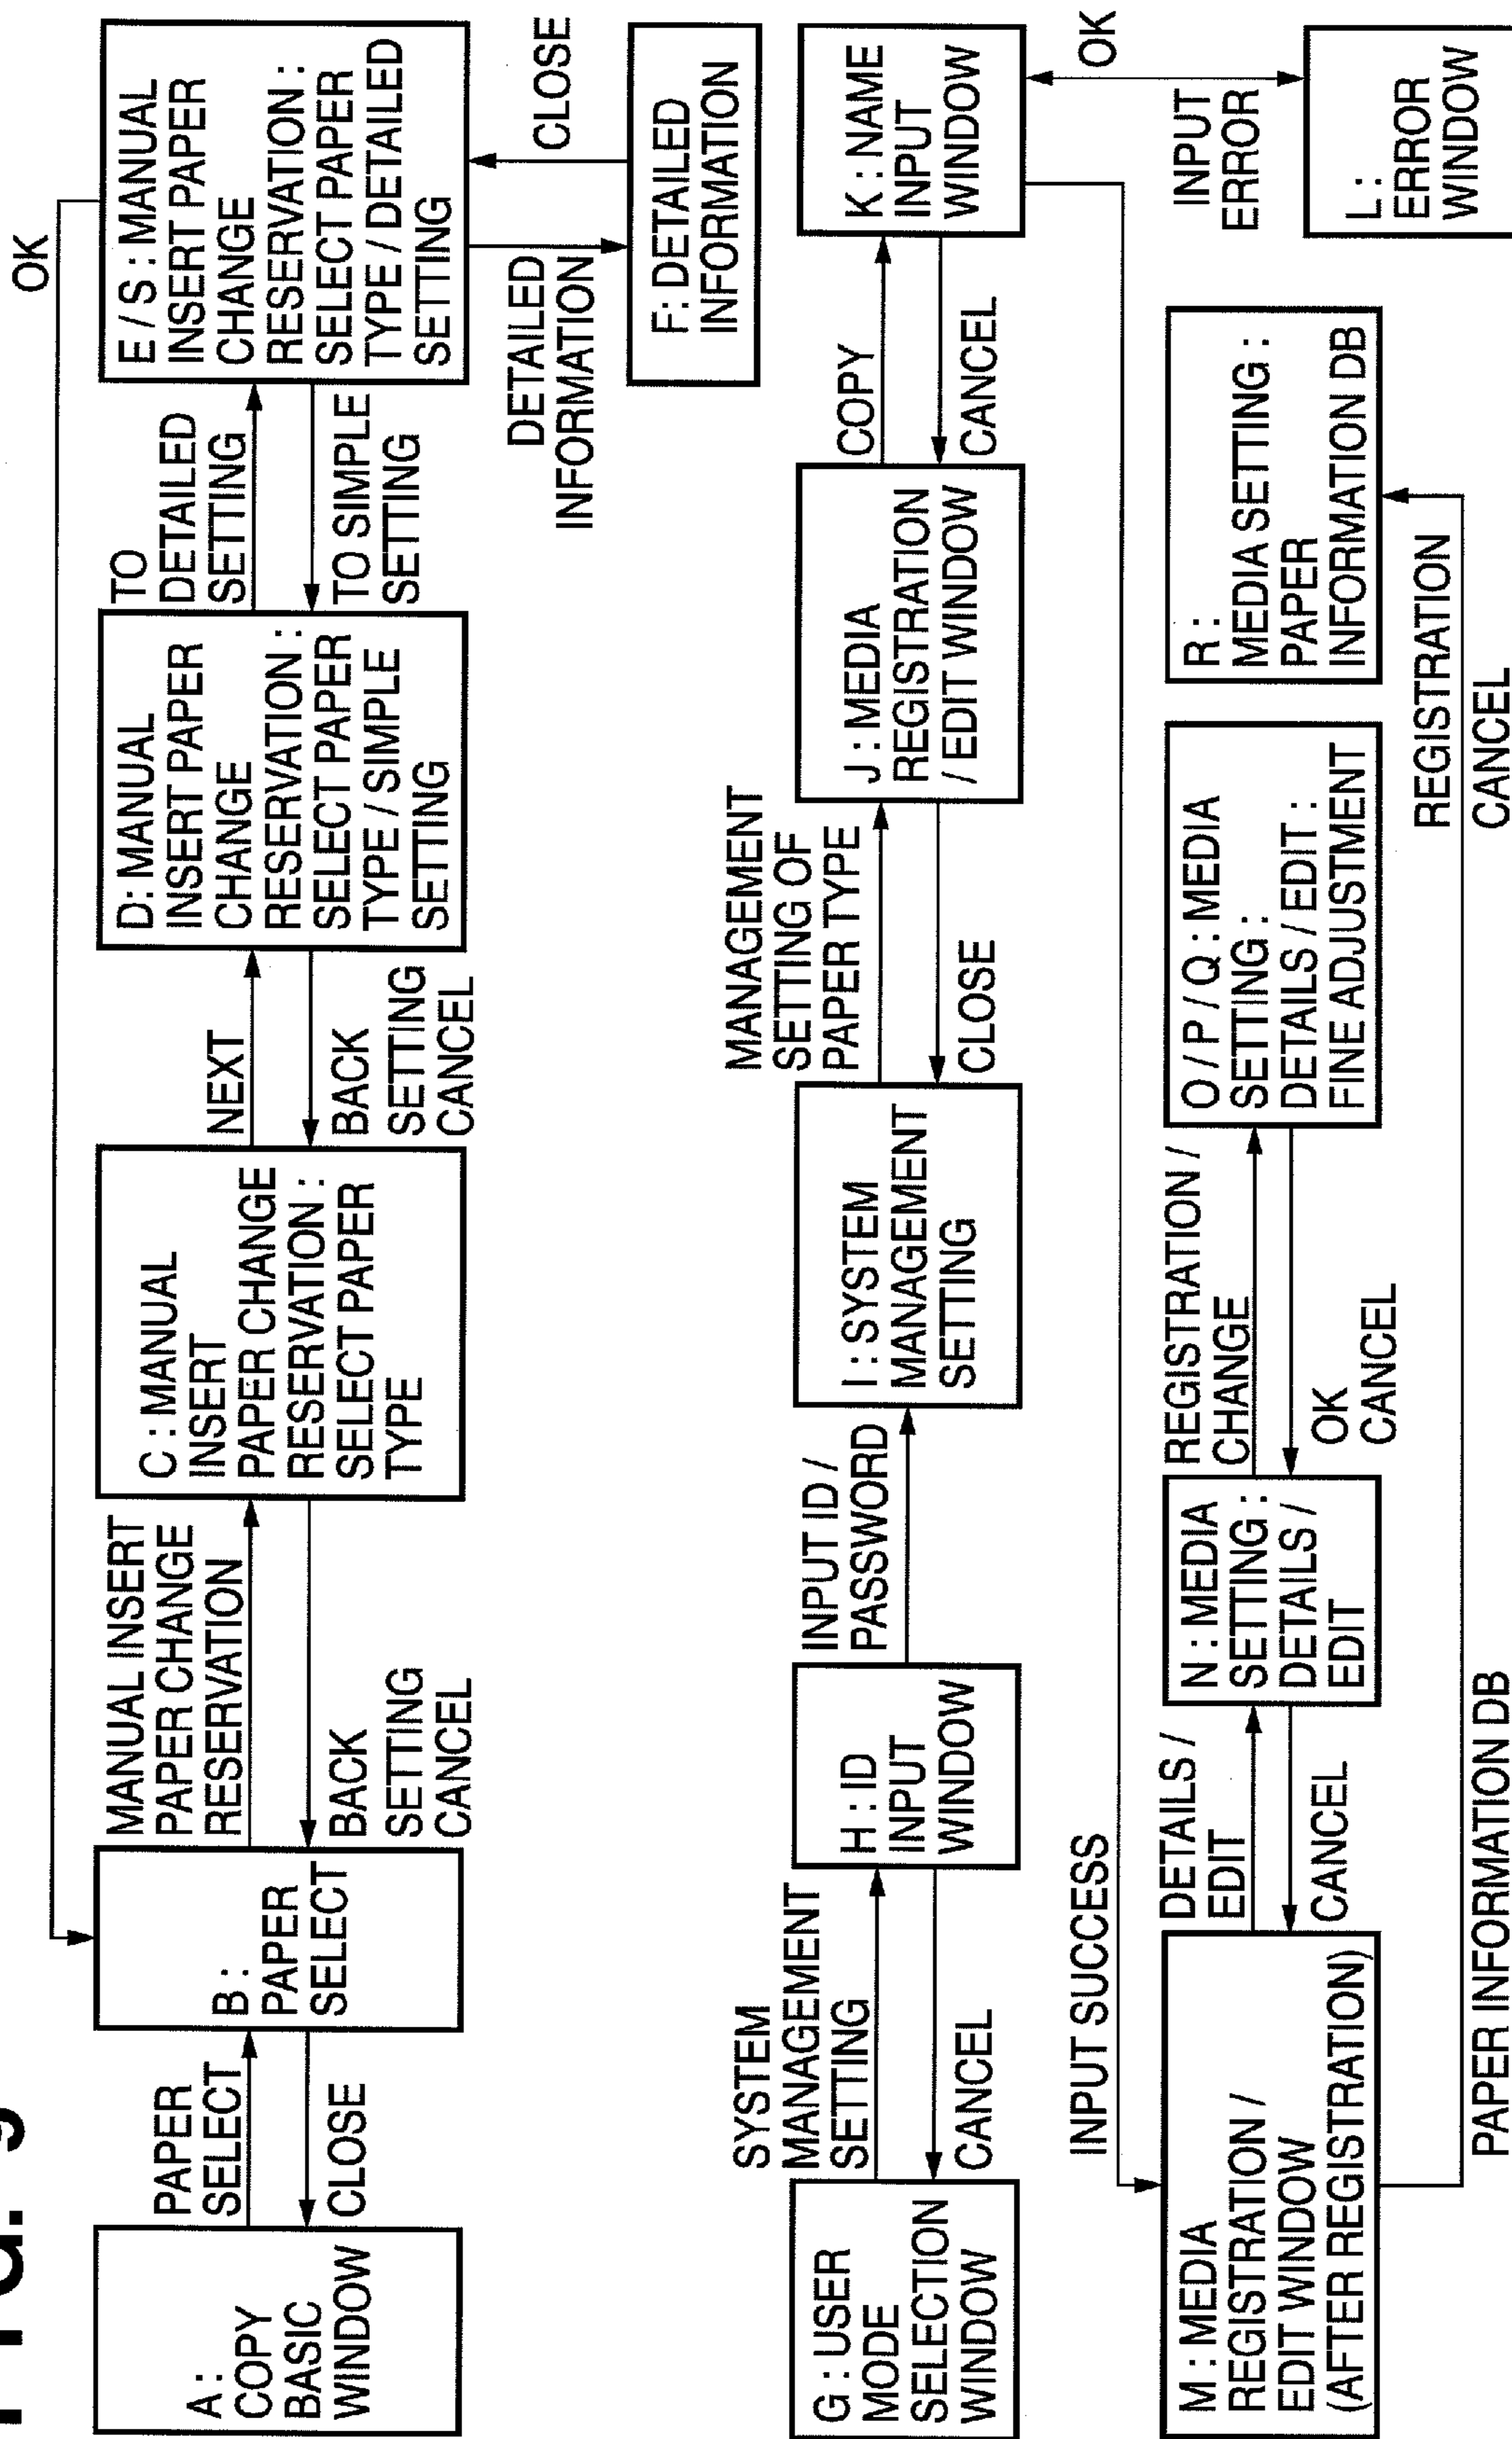 OK
A :
COPY
BASIC
WINDOW
PAPER
SELECT
CLOSE
B :
PAPER
SELECT
MANUAL INSERT
PAPER CHANGE
RESERVATION
BACK
SETTING
CANCEL
C : MANUAL
INSERT
PAPER CHANGE
RESERVATION :
SELECT PAPER
TYPE
NEXT
BACK
SETTING
CANCEL
D: MANUAL
INSERT PAPER
CHANGE
RESERVATION :
SELECT PAPER
TYPE / SIMPLE
SETTING
TO
DETAILED
SETTING
TO SIMPLE
SETTING
E / S : MANUAL
INSERT PAPER
CHANGE
RESERVATION :
SELECT PAPER
TYPE / DETAILED
SETTING
DETAILED
INFORMATION
CLOSE
F: DETAILED
INFORMATION
G : USER
MODE
SELECTION
WINDOW
SYSTEM
MANAGEMENT
SETTING
CANCEL
H : ID
INPUT
WINDOW
INPUT ID /
PASSWORD
I : SYSTEM
MANAGEMENT
SETTING
MANAGEMENT
SETTING OF
PAPER TYPE
CLOSE
J : MEDIA
REGISTRATION
/ EDIT WINDOW
COPY
CANCEL
K : NAME
INPUT
WINDOW
OK
INPUT
ERROR
L :
ERROR
WINDOW
INPUT SUCCESS
M : MEDIA
REGISTRATION /
EDIT WINDOW
(AFTER REGISTRATION)
DETAILS /
EDIT
CANCEL
N : MEDIA
SETTING :
DETAILS /
EDIT
REGISTRATION /
CHANGE
OK
CANCEL
O / P / Q : MEDIA
SETTING :
DETAILS / EDIT :
FINE ADJUSTMENT
R :
MEDIA SETTING :
PAPER
INFORMATION DB
REGISTRATION
CANCEL
PAPER INFORMATION DB